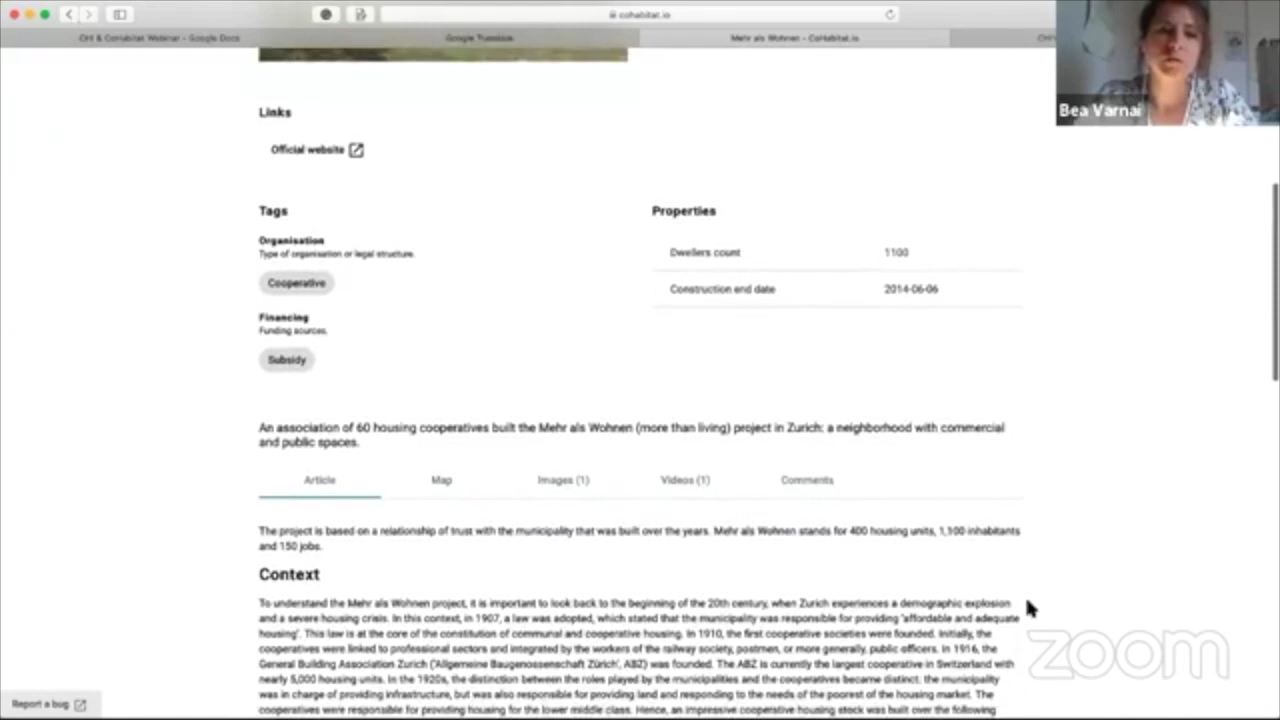 cohabitat.io
CHI & CoHabitat Webinar - Google Docs
Google Translate
Mehr als Wohnen - CoHabitat.io
Bea Varnai
Links
Official website
Tags
Properties
Organisation
Type of organisation or legal structure.
Cooperative
Dwellers count 1100
Construction end date 2014-06-06
Financing
Funding sources.
Subsidy
An association of 60 housing cooperatives built the Mehr als Wohnen (more than living) project in Zurich: a neighborhood with commercial
and public spaces.
Article Map Images (1) Videos (1) Comments
The project is based on a relationship of trust with the municipality that was built over the years. Mehr als Wohnen stands for 400 housing units, 1,100 inhabitants
and 150 jobs.
Context
To understand the Mehr als Wohnen project, it is important to look back to the beginning of the 20th century, when Zurich experiences a demographic explosion
and a severe housing crisis. In this context, in 1907, a law was adopted, which stated that the municipality was responsible for providing 'affordable and adequate
housing'. This law is at the core of the constitution of communal and cooperative housing. In 1910, the first cooperative societies were founded. Initially, the
cooperatives were linked to professional sectors and integrated by the workers of the railway society, postmen, or more generally, public officers. In 1916, the
General Building Association Zurich ('Allgemeine Baugenossenschaft Zürich', ABZ) was founded. The ABZ is currently the largest cooperative in Switzerland with
nearly 5,000 housing units. In the 1920s, the distinction between the roles played by the municipalities and the cooperatives became distinct: the municipality
was in charge of providing infrastructure, but was also responsible for providing land and responding to the needs of the poorest of the housing market. The
cooperatives were responsible for providing housing for the lower middle class. Hence, an impressive cooperative housing stock was built over the following
Report a bug
zoom